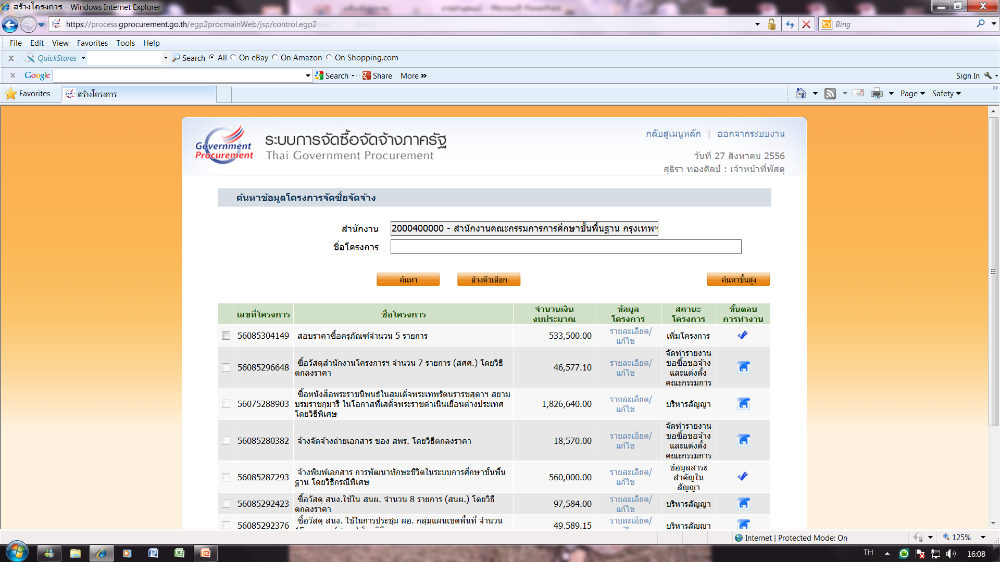 สร้างโครงการ - Windows Internet Explorer
https://process.gprocurement.go.th/egp2procmainWeb/jsp/control.egp2
Bing
File Edit View Favorites Tools Help
x QuickStores Search All On eBay On Amazon On Shopping.com
x Google Search Share More »
Sign In
Favorites สร้างโครงการ
Page Safety »
Government
Procurement
ระบบการจัดซื้อจัดจ้างภาครัฐ
Thai Government Procurement
กลับสู่เมนูหลัก | ออกจากระบบงาน
วันที่ 27 สิงหาคม 2556
สุธิรา ทองศิลป์ : เจ้าหน้าที่พัสดุ
ค้นหาข้อมูลโครงการจัดซื้อจัดจ้าง
สำนักงาน 2000400000 - สำนักงานคณะกรรมการการศึกษาขั้นพื้นฐาน กรุงเทพฯ
ชื่อโครงการ
ค้นหา ล้างตัวเลือก ค้นหาขั้นสูง
เลขที่โครงการ ชื่อโครงการ
จำนวนเงิน
งบประมาณ
ข้อมูล
โครงการ
สถานะ
โครงการ
ขั้นตอน
การทำงาน
56085304149 สอบราคาซื้อครุภัณฑ์จำนวน 5 รายการ 533,500.00
รายละเอียด/
แก้ไข
เพิ่มโครงการ
56085296648
ซื้อวัสดุสำนักงานโครงการฯ จำนวน 7 รายการ (สศศ.) โดยวิธี
ตกลงราคา
46,577.10
รายละเอียด/
แก้ไข
จัดทำรายงาน
ขอซื้อขอจ้าง
และแต่งตั้ง
คณะกรรมการ
56075288903
ซื้อหนังสือพระราชนิพนธ์ในสมเด็จพระเทพรัตนราชสุดาฯ สยาม
บรมราชกุมารี ในโอกาสที่เสด็จพระราชดำเนินเยือนต่างประเทศ
โดยวิธีพิเศษ
1,826,640.00
รายละเอียด/
แก้ไข
บริหารสัญญา
56085280382 จ้างจัดจ้างถ่ายเอกสาร ของ สพร. โดยวิธีตกลงราคา 18,570.00
รายละเอียด/
แก้ไข
จัดทำรายงาน
ขอซื้อขอจ้าง
และแต่งตั้ง
คณะกรรมการ
56085287293
จ้างพิมพ์เอกสาร การพัฒนาทักษะชีวิตในระบบการศึกษาขั้นพื้น
ฐาน โดยวิธีกรณีพิเศษ
560,000.00
รายละเอียด/
แก้ไข
ข้อมูลสาระ
สำคัญใน
สัญญา
56085292423
ซื้อวัสดุ สนง.ใช้ใน สนผ. จำนวน 8 รายการ (สนผ.) โดยวิธี
ตกลงราคา
97,584.00
รายละเอียด/
แก้ไข
บริหารสัญญา
56085292376
ซื้อวัสดุ สนง. ใช้ในการประชุม ผอ. กลุ่มแผนเขตพื้นที่ จำนวน
49,589.15
รายละเอียด/
บริหารสัญญา
Internet | Protected Mode: On
125%
TH
16:08